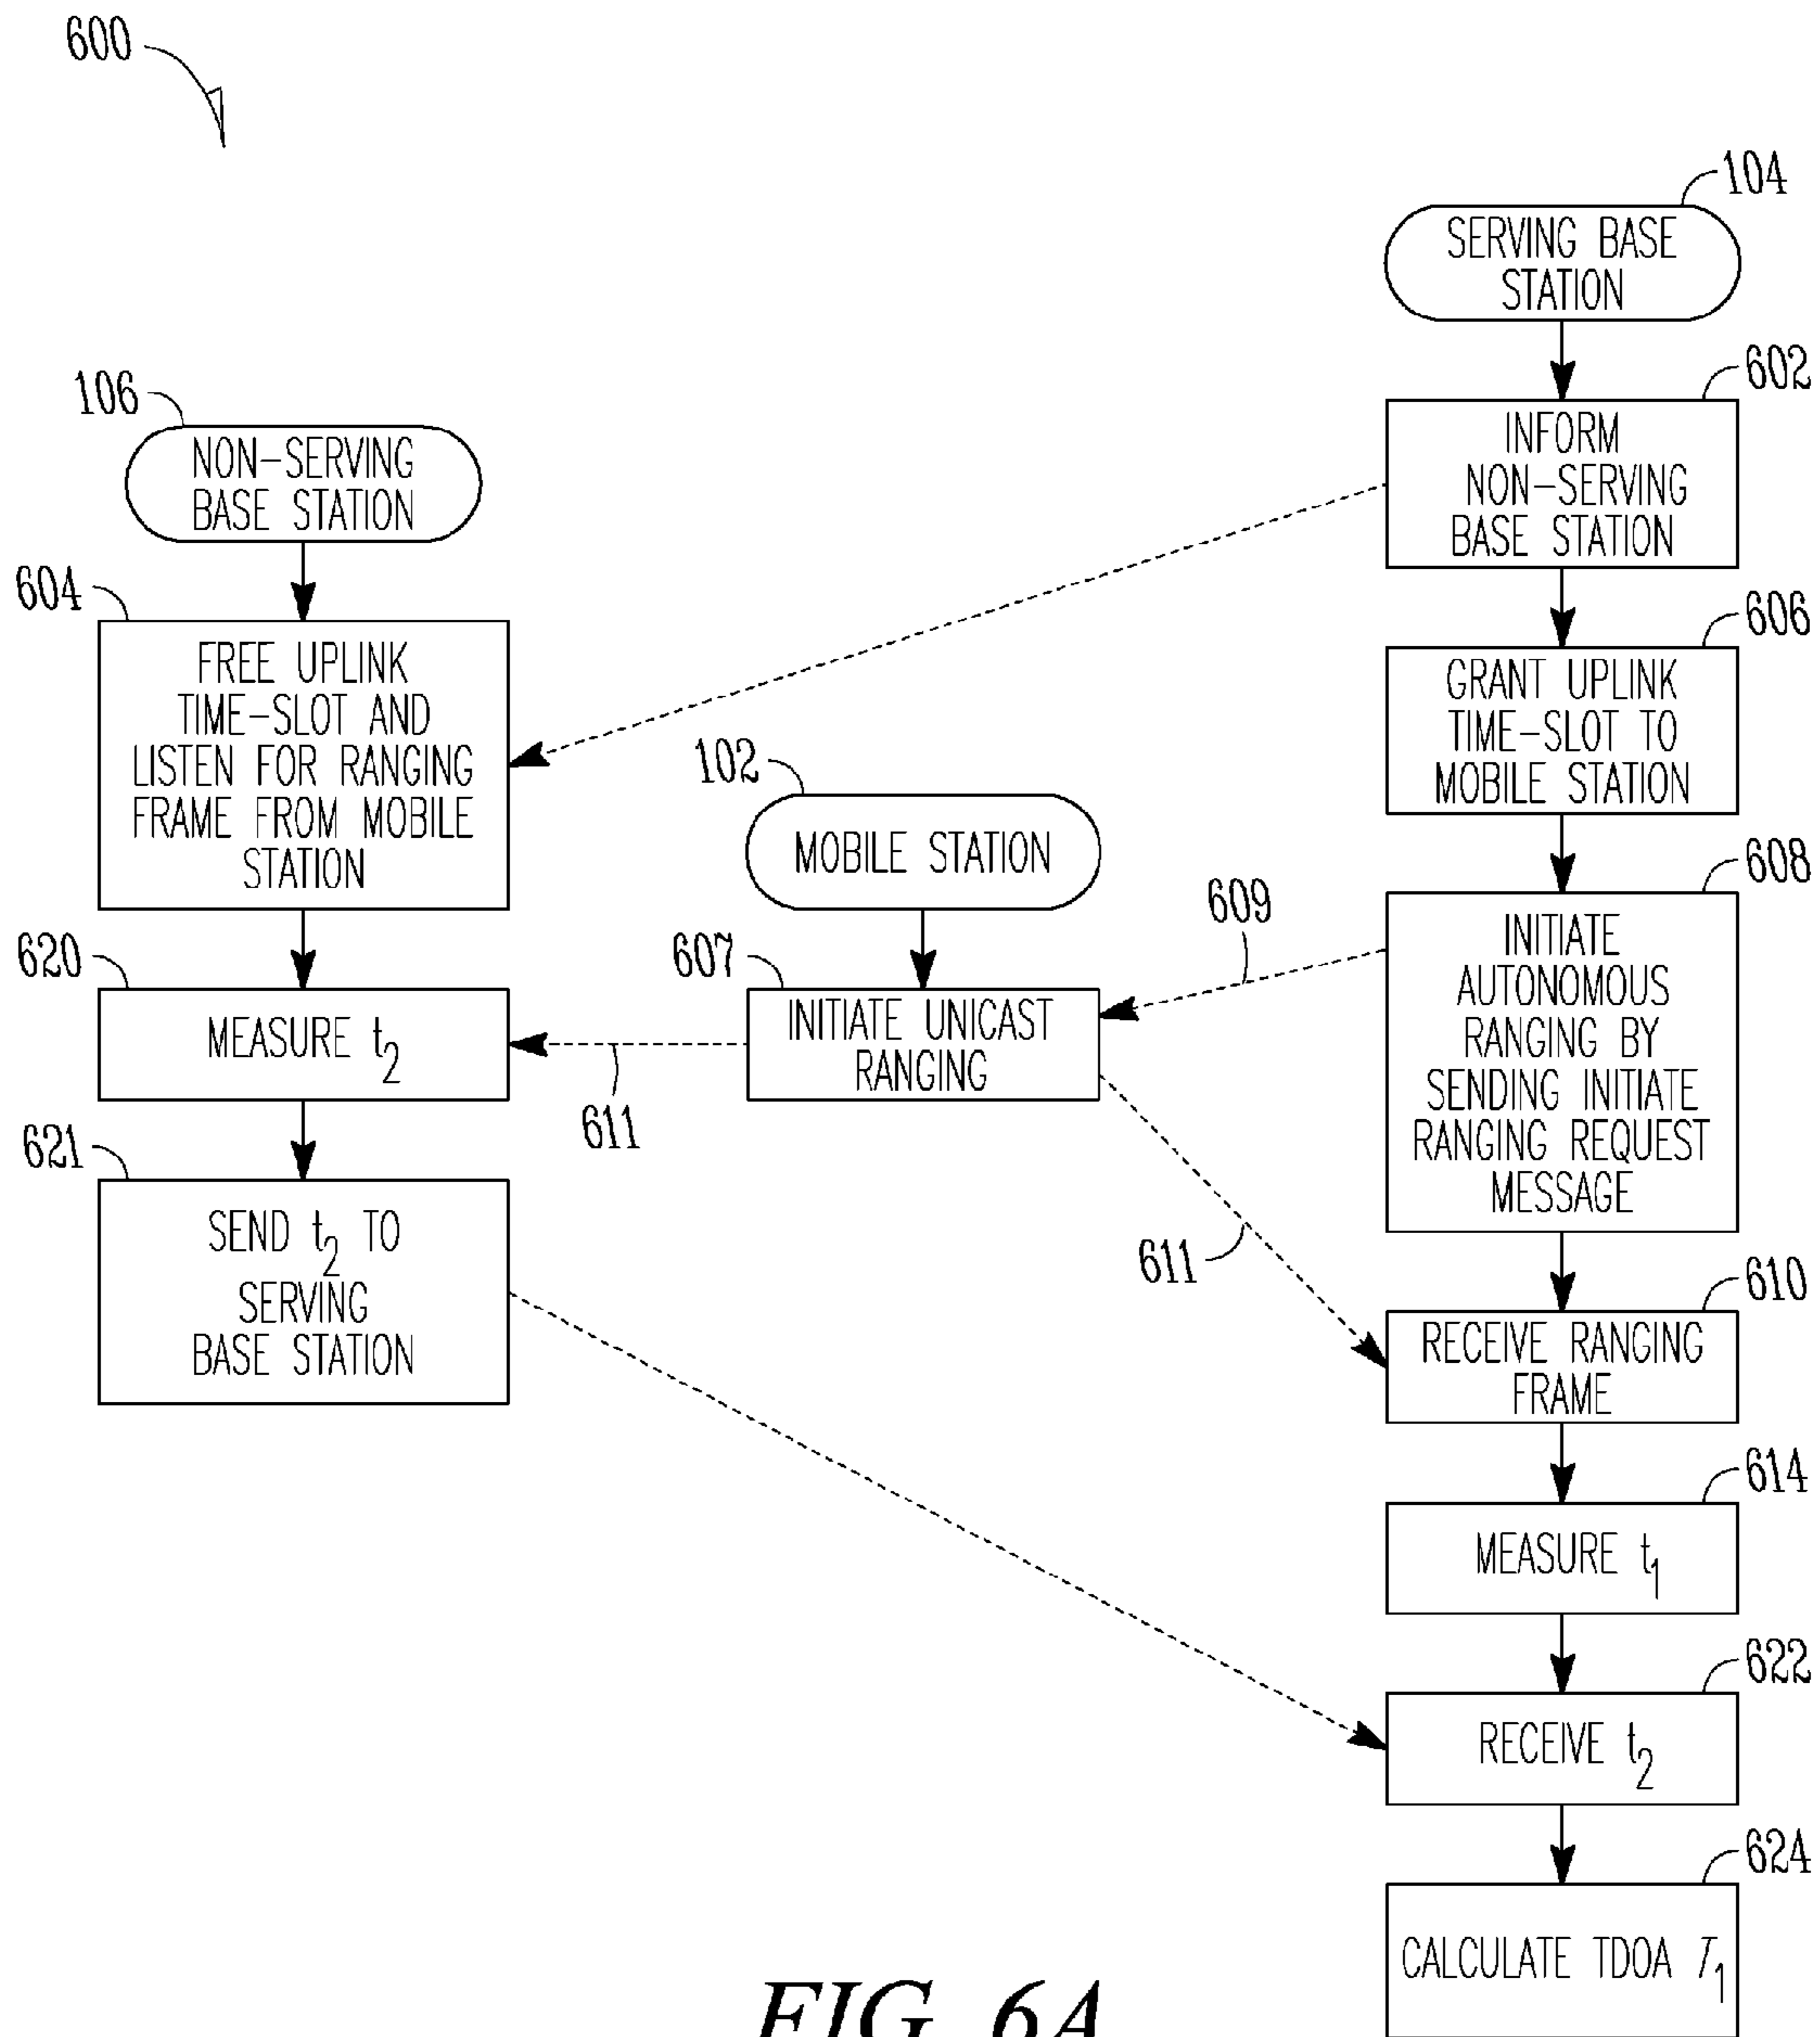 600
104
SERVING BASE
STATION
602
INFORM
NON-SERVING
BASE STATION
106
NON-SERVING
BASE STATION
604
FREE UPLINK
TIME-SLOT AND
LISTEN FOR RANGING
FRAME FROM MOBILE
STATION
606
GRANT UPLINK
TIME-SLOT TO
MOBILE STATION
102
MOBILE STATION
608
INITIATE
AUTONOMOUS
RANGING BY
SENDING INITIATE
RANGING REQUEST
MESSAGE
609
607
INITIATE UNICAST
RANGING
620
MEASURE t2
611
611
621
SEND t2 TO
SERVING
BASE STATION
610
RECEIVE RANGING
FRAME
614
MEASURE t1
622
RECEIVE t2
624
CALCULATE TDOA T1
FIG. 6A